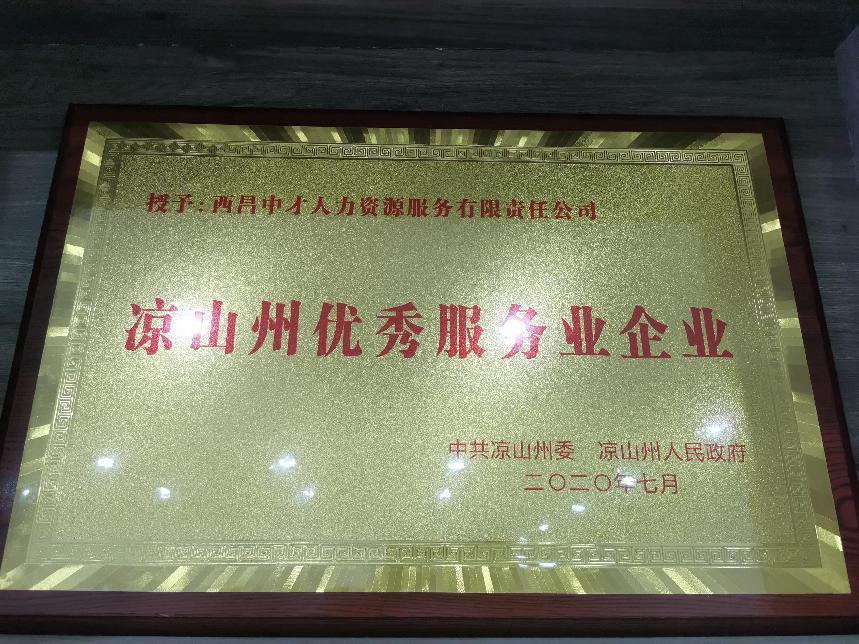 授予：西昌中才人力资源服务有限责任公司
凉山州优秀服务业企业
中共凉山州委 凉山州人民政府
二〇二〇年七月